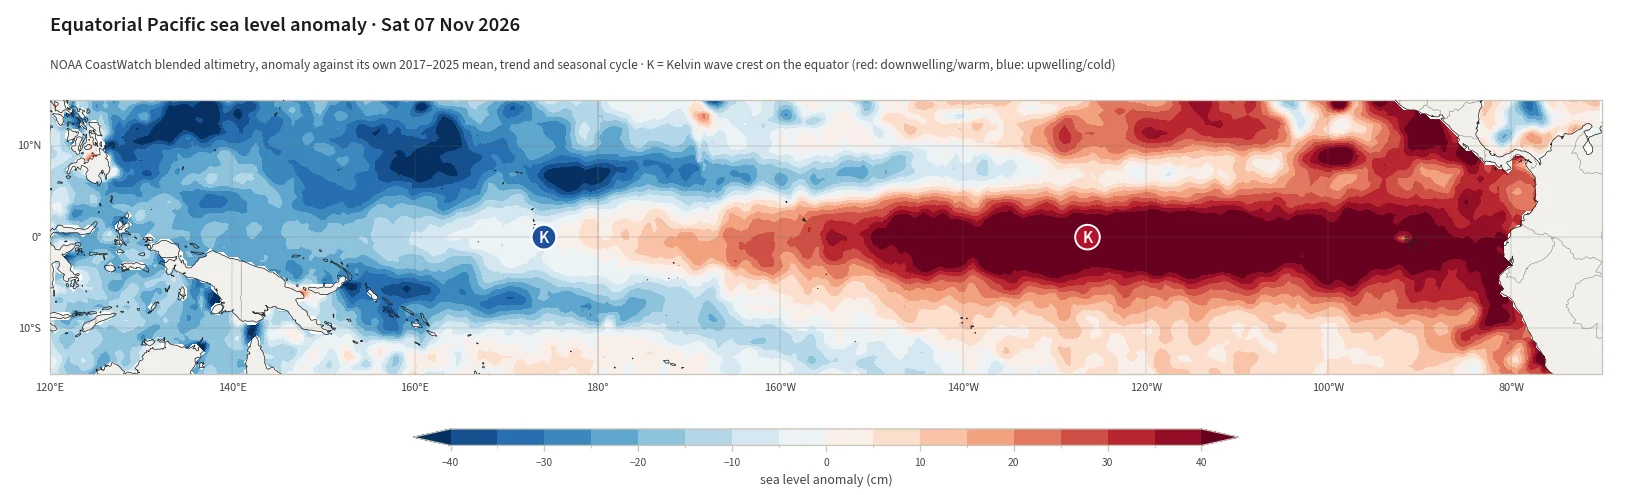 Equatorial Pacific sea level anomaly · Sat 07 Nov 2026
NOAA CoastWatch blended altimetry, anomaly against its own 2017–2025 mean, trend and seasonal cycle · K = Kelvin wave crest on the equator (red: downwelling/warm, blue: upwelling/cold)
10°N
0°
K K
10°S
120°E 140°E 160°E 180° 160°W 140°W 120°W 100°W 80°W
−40 −30 −20 −10 0 10 20 30 40
sea level anomaly (cm)